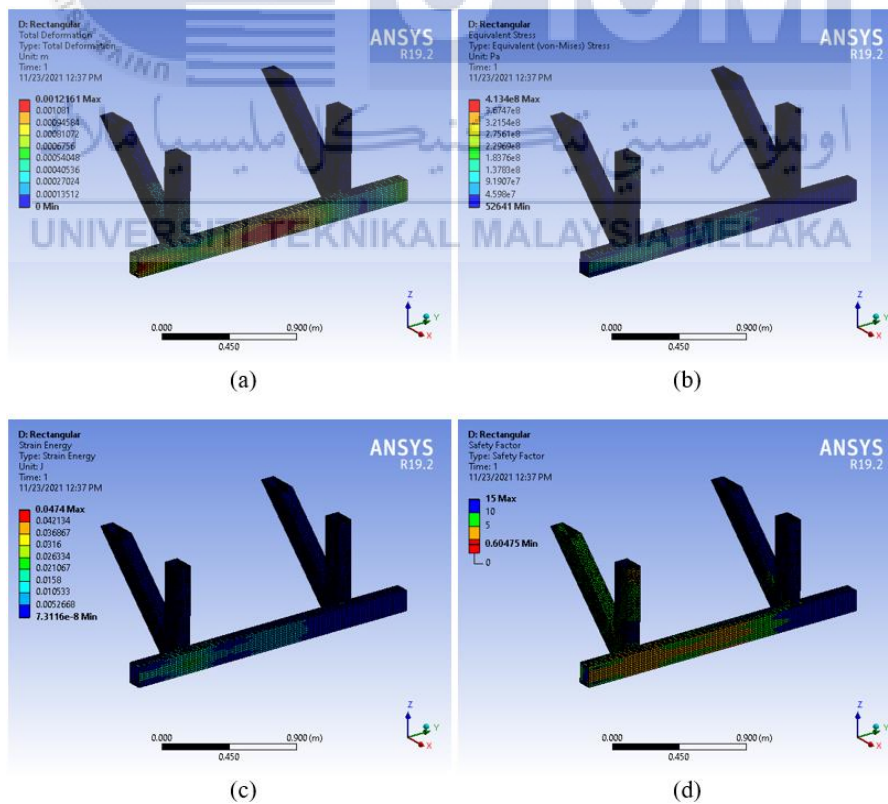 UTeM
UNIVE
D: Rectangular
Total Deformation
Type: Total Deformation
Unit: m
Time: 1
11/23/2021 12:37 PM
0.0012161 Max
0.001081
0.00094584
0.00081072
0.0006756
0.00054048
0.00040536
0.00027024
0.00013512
0 Min
ANSYS
R19.2
0.000
0.900 (m)
0.450
Z
Y
X
(a)
D: Rectangular
Equivalent Stress
Type: Equivalent (von-Mises) Stress
Unit: Pa
Time: 1
11/23/2021 12:37 PM
4.134e8 Max
3.6747e8
3.2154e8
2.7561e8
2.2969e8
1.8376e8
1.3783e8
9.1907e7
4.598e7
52641 Min
ANSYS
R19.2
0.000
0.900 (m)
0.450
Z
Y
X
(b)
اونيۏرسيتي تيكنيكل مليسيا ملاك
UNIVERSITI TEKNIKAL MALAYSIA MELAKA
D: Rectangular
Strain Energy
Type: Strain Energy
Unit: J
Time: 1
11/23/2021 12:37 PM
0.0474 Max
0.042134
0.036867
0.0316
0.026334
0.021067
0.0158
0.010533
0.0052668
7.3116e-8 Min
ANSYS
R19.2
0.000
0.900 (m)
0.450
Z
Y
X
(c)
D: Rectangular
Safety Factor
Type: Safety Factor
Time: 1
11/23/2021 12:37 PM
15 Max
10
5
0.60475 Min
0
ANSYS
R19.2
0.000
0.900 (m)
0.450
Z
Y
X
(d)